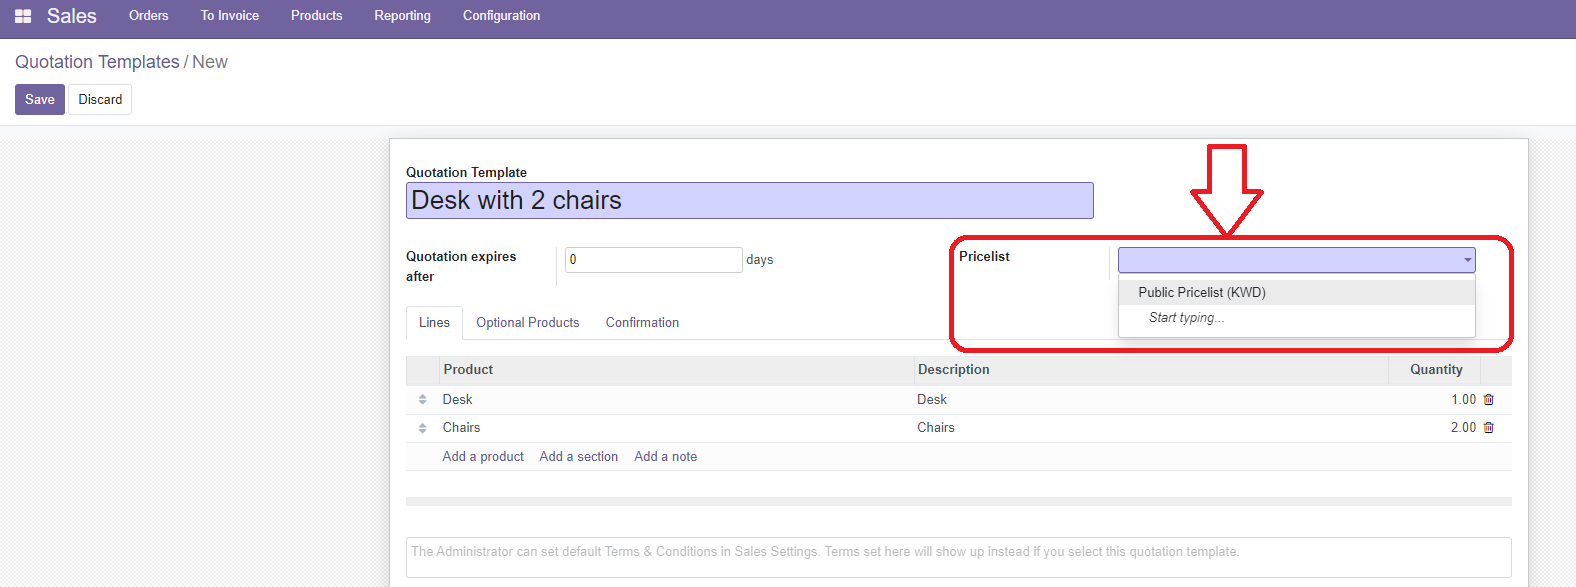 Sales Orders To Invoice Products Reporting Configuration
Quotation Templates / New
Save Discard
Quotation Template
Desk with 2 chairs
Quotation expires after 0 days
Pricelist
Public Pricelist (KWD)
Start typing...
Lines Optional Products Confirmation
Product Description Quantity
Desk Desk 1.00
Chairs Chairs 2.00
Add a product Add a section Add a note
The Administrator can set default Terms & Conditions in Sales Settings. Terms set here will show up instead if you select this quotation template.